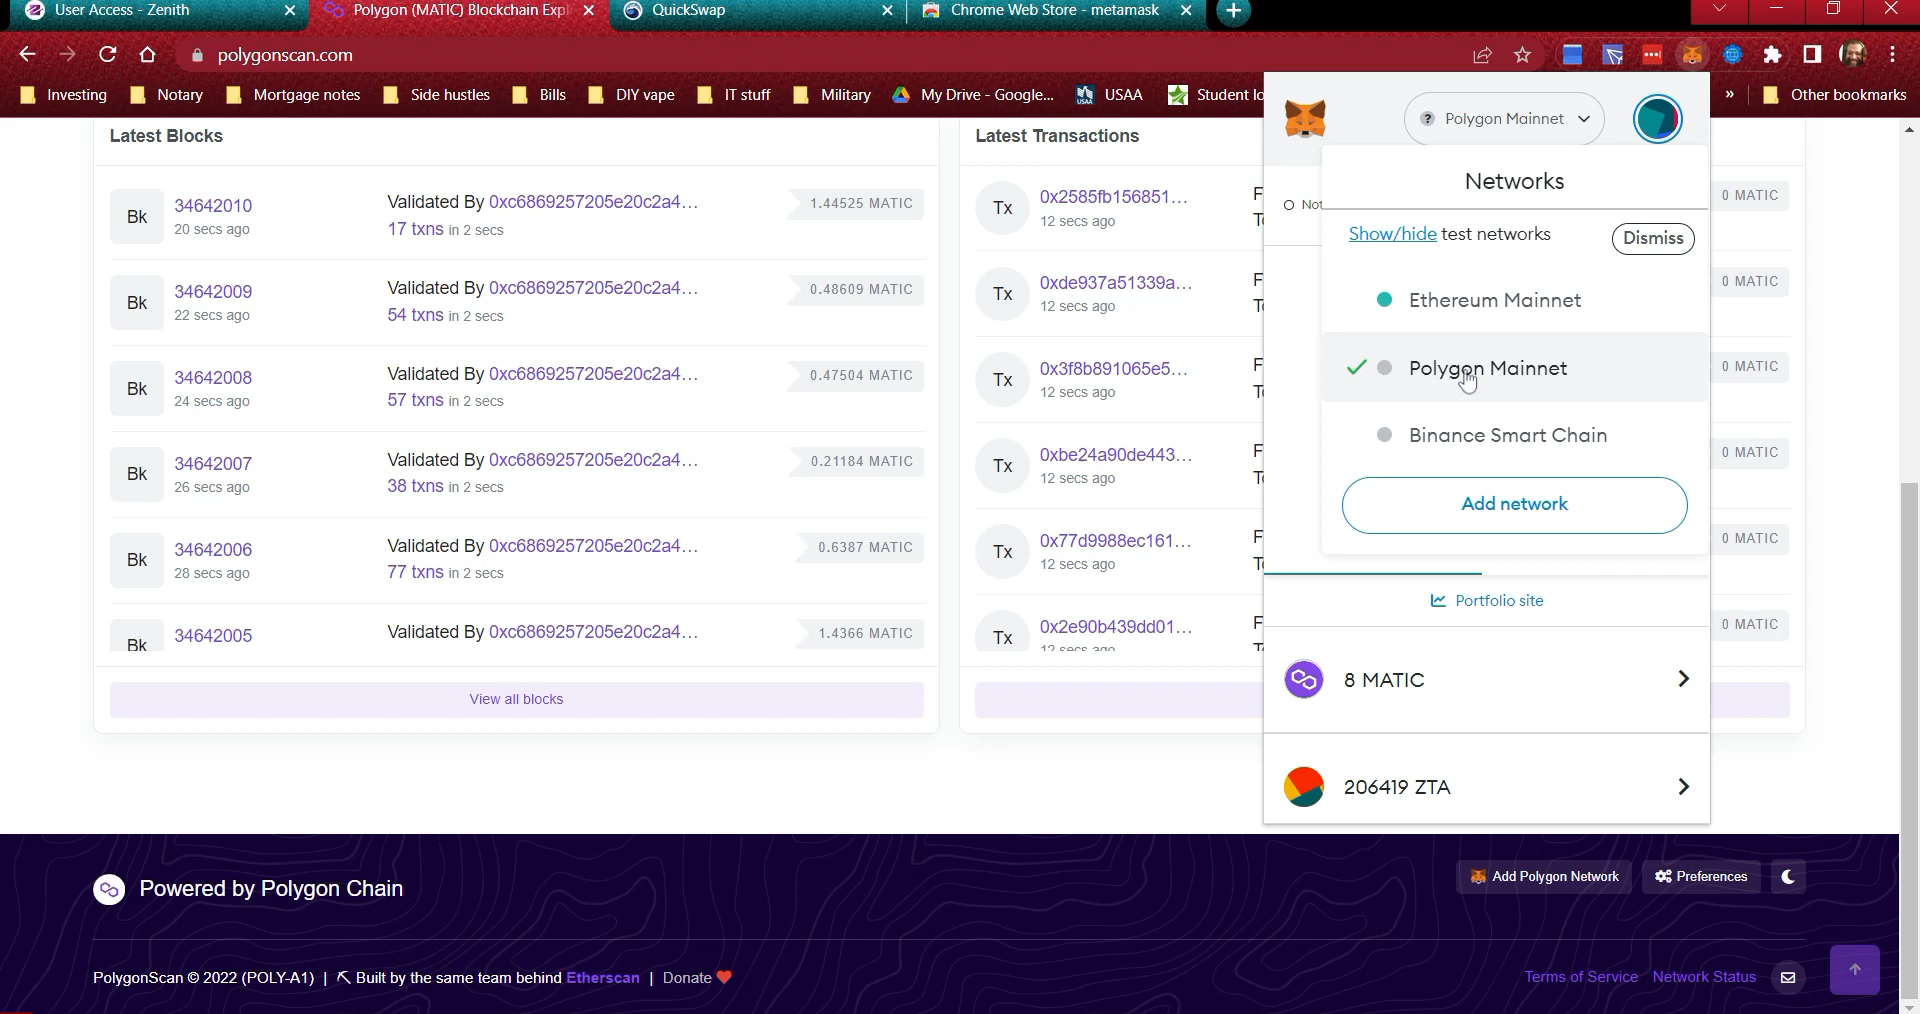 User Access - Zenith
Polygon (MATIC) Blockchain Expl
QuickSwap
Chrome Web Store - metamask
polygonscan.com
Investing
Notary
Mortgage notes
Side hustles
Bills
DIY vape
IT stuff
Military
My Drive - Google...
USAA
USAA
Student lo
»
Other bookmarks
Latest Blocks
Bk
34642010
20 secs ago
Validated By 0xc6869257205e20c2a4...
17 txns in 2 secs
1.44525 MATIC
Bk
34642009
22 secs ago
Validated By 0xc6869257205e20c2a4...
54 txns in 2 secs
0.48609 MATIC
Bk
34642008
24 secs ago
Validated By 0xc6869257205e20c2a4...
57 txns in 2 secs
0.47504 MATIC
Bk
34642007
26 secs ago
Validated By 0xc6869257205e20c2a4...
38 txns in 2 secs
0.21184 MATIC
Bk
34642006
28 secs ago
Validated By 0xc6869257205e20c2a4...
77 txns in 2 secs
0.6387 MATIC
Bk
34642005
Validated By 0xc6869257205e20c2a4...
1.4366 MATIC
View all blocks
Latest Transactions
Tx
0x2585fb156851...
12 secs ago
0 MATIC
Tx
0xde937a51339a...
12 secs ago
0 MATIC
Tx
0x3f8b891065e5...
12 secs ago
0 MATIC
Tx
0xbe24a90de443...
12 secs ago
0 MATIC
Tx
0x77d9988ec161...
12 secs ago
0 MATIC
Tx
0x2e90b439dd01...
12 secs ago
0 MATIC
Polygon Mainnet
Not
Networks
Show/hide test networks
Dismiss
Ethereum Mainnet
Polygon Mainnet
Binance Smart Chain
Add network
Portfolio site
8 MATIC
206419 ZTA
Powered by Polygon Chain
Add Polygon Network
Preferences
PolygonScan © 2022 (POLY-A1) | Built by the same team behind Etherscan | Donate
Terms of Service
Network Status